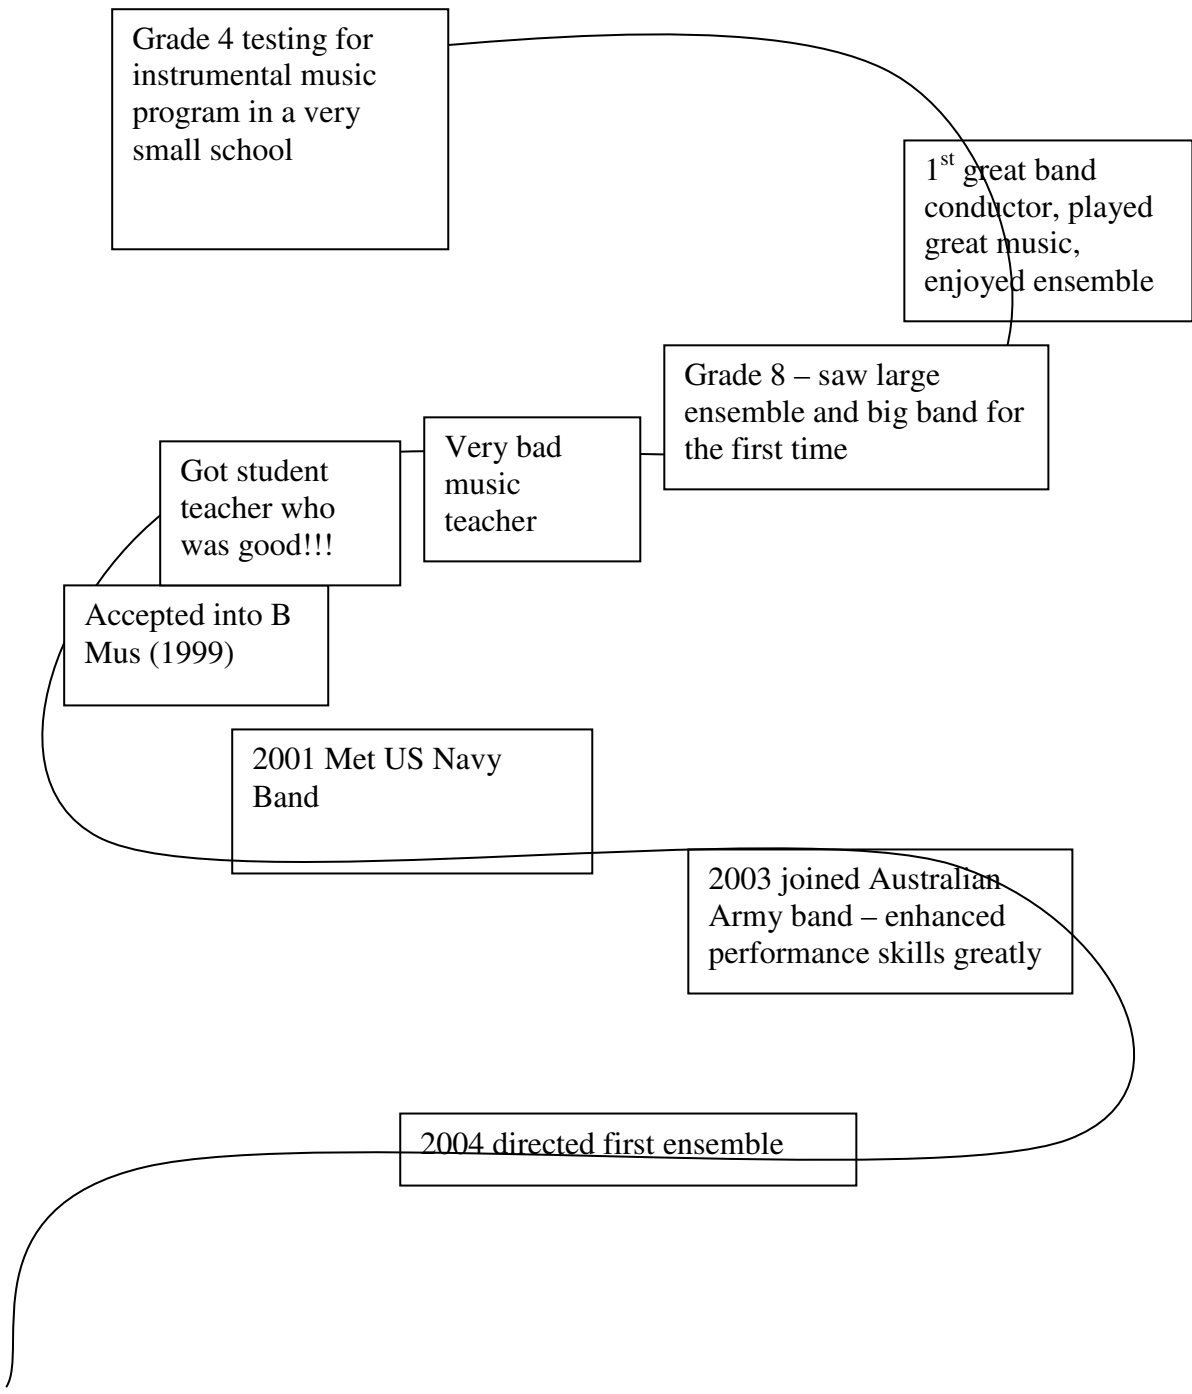 Grade 4 testing for
instrumental music
program in a very
small school
1st great band
conductor, played
great music,
enjoyed ensemble
Grade 8 – saw large
ensemble and big band for
the first time
Very bad
music
teacher
Got student
teacher who
was good!!!
Accepted into B
Mus (1999)
2001 Met US Navy
Band
2003 joined Australian
Army band – enhanced
performance skills greatly
2004 directed first ensemble